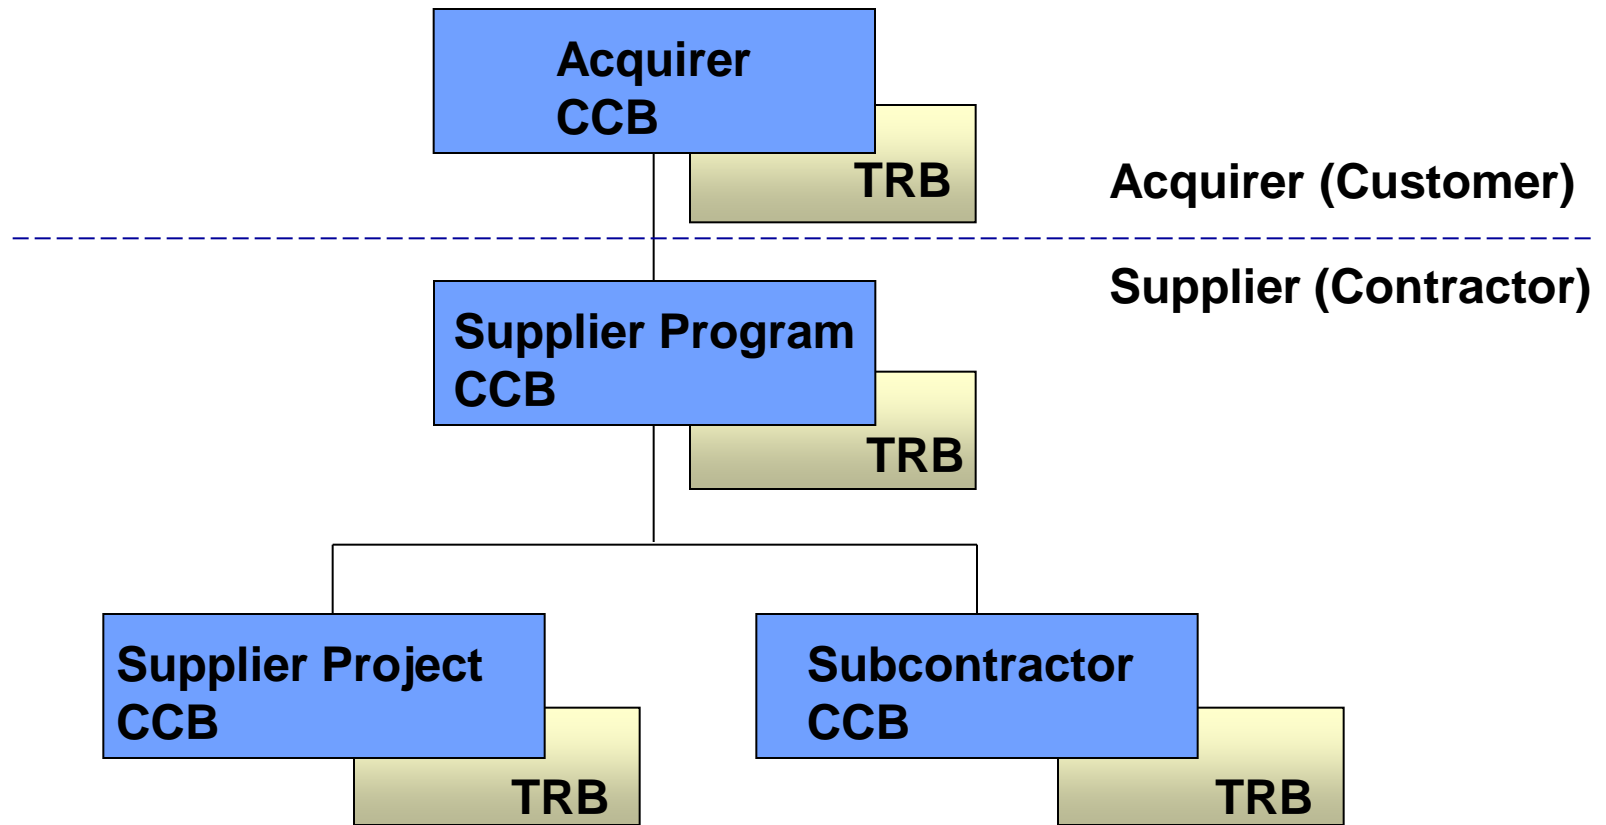 Acquirer
CCB
TRB
Acquirer (Customer)
Supplier (Contractor)
Supplier Program
CCB
TRB
Supplier Project
CCB
TRB
Subcontractor
CCB
TRB